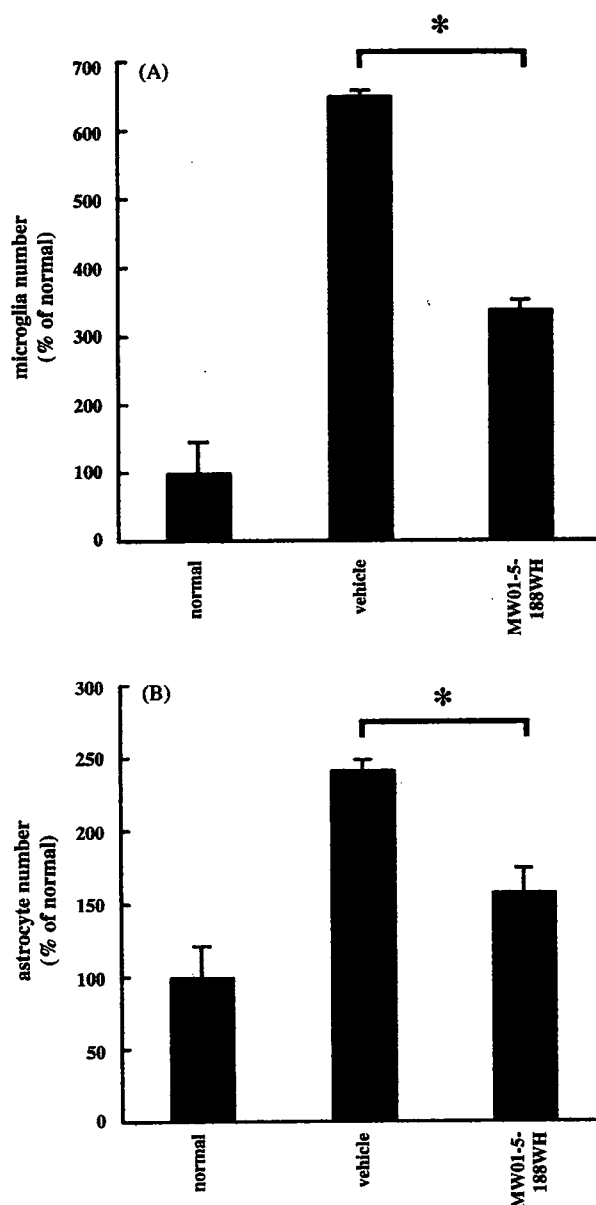 *
(A)
700
600
500
400
300
200
100
0
microglia number
(% of normal)
normal
vehicle
MW01-5-
188WH
*
(B)
300
250
200
150
100
50
0
astrocyte number
(% of normal)
normal
vehicle
MW01-5-
188WH